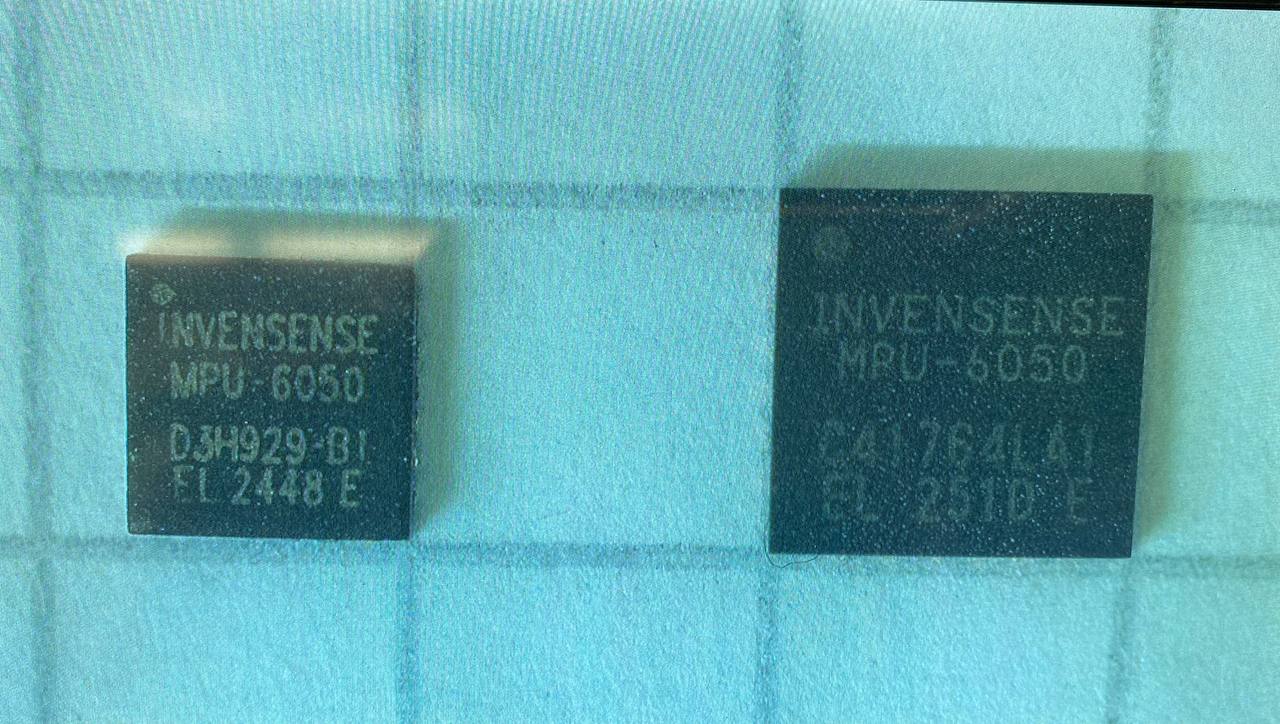 INVENSENSE
MPU-6050
D3H929-B1
EL 2448 E
INVENSENSE
MPU-6050
C41764LA1
EL 2510 E